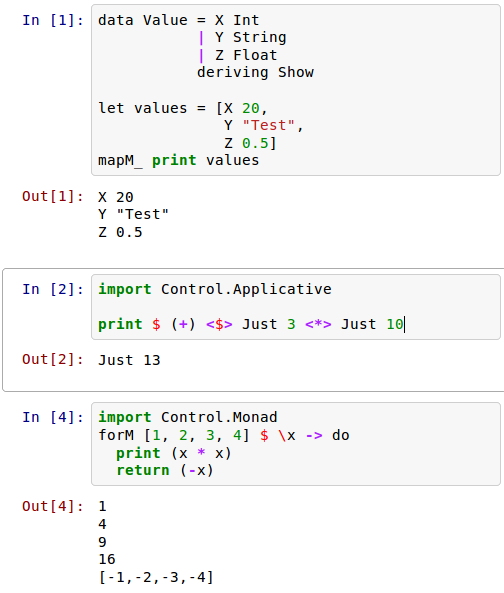 In [1]: data Value = X Int
| Y String
| Z Float
deriving Show
let values = [X 20,
Y "Test",
Z 0.5]
mapM_ print values
Out[1]: X 20
Y "Test"
Z 0.5
In [2]: import Control.Applicative
print $ (+) <$> Just 3 <*> Just 10
Out[2]: Just 13
In [4]: import Control.Monad
forM [1, 2, 3, 4] $ \x -> do
print (x * x)
return (-x)
Out[4]: 1
4
9
16
[-1,-2,-3,-4]